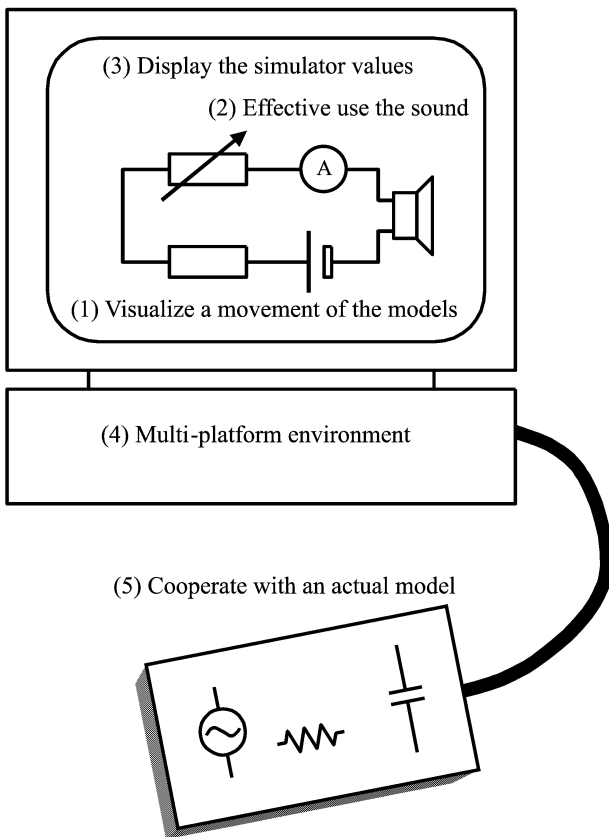 (3) Display the simulator values
(2) Effective use the sound
A
(1) Visualize a movement of the models
(4) Multi-platform environment
(5) Cooperate with an actual model